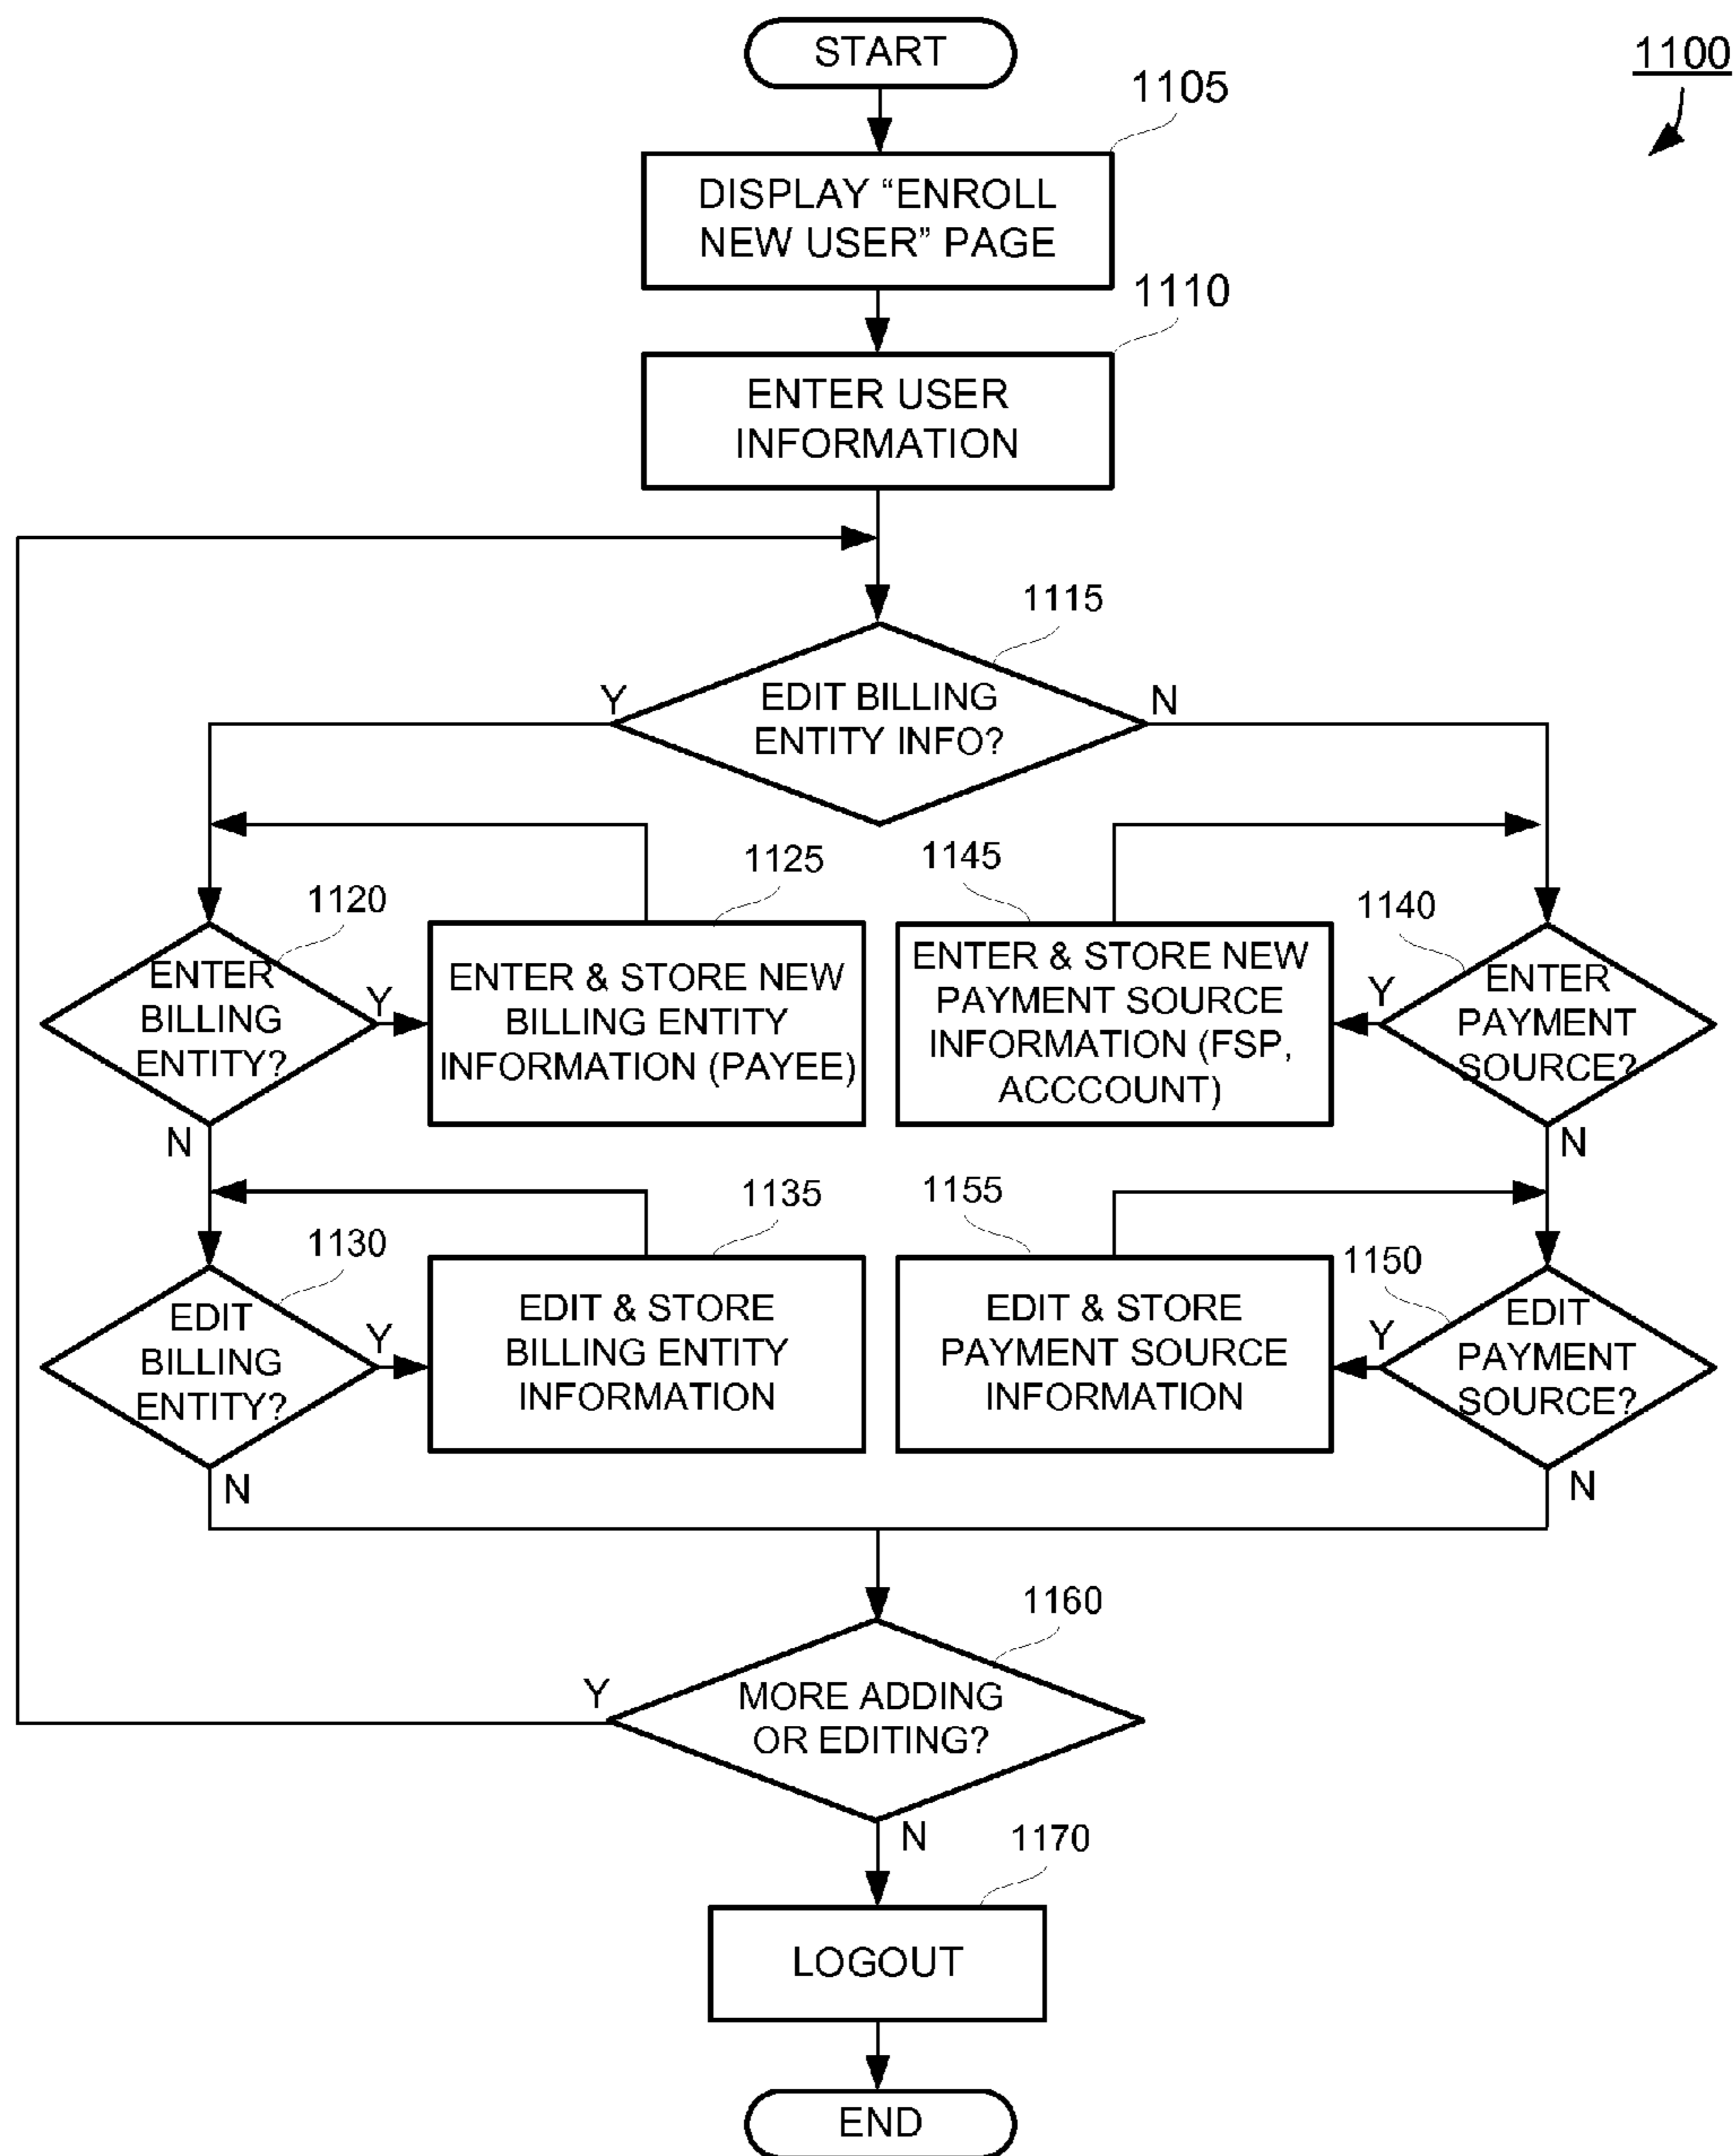 START
1100
1105
DISPLAY “ENROLL
NEW USER” PAGE
1110
ENTER USER
INFORMATION
1115
Y
EDIT BILLING
ENTITY INFO?
N
1120
ENTER
BILLING
ENTITY?
Y
N
1125
ENTER & STORE NEW
BILLING ENTITY
INFORMATION (PAYEE)
1145
ENTER & STORE NEW
PAYMENT SOURCE
INFORMATION (FSP,
ACCCOUNT)
1140
Y
ENTER
PAYMENT
SOURCE?
N
1130
EDIT
BILLING
ENTITY?
Y
N
1135
EDIT & STORE
BILLING ENTITY
INFORMATION
1155
EDIT & STORE
PAYMENT SOURCE
INFORMATION
1150
Y
EDIT
PAYMENT
SOURCE?
N
1160
Y
MORE ADDING
OR EDITING?
N
1170
LOGOUT
END